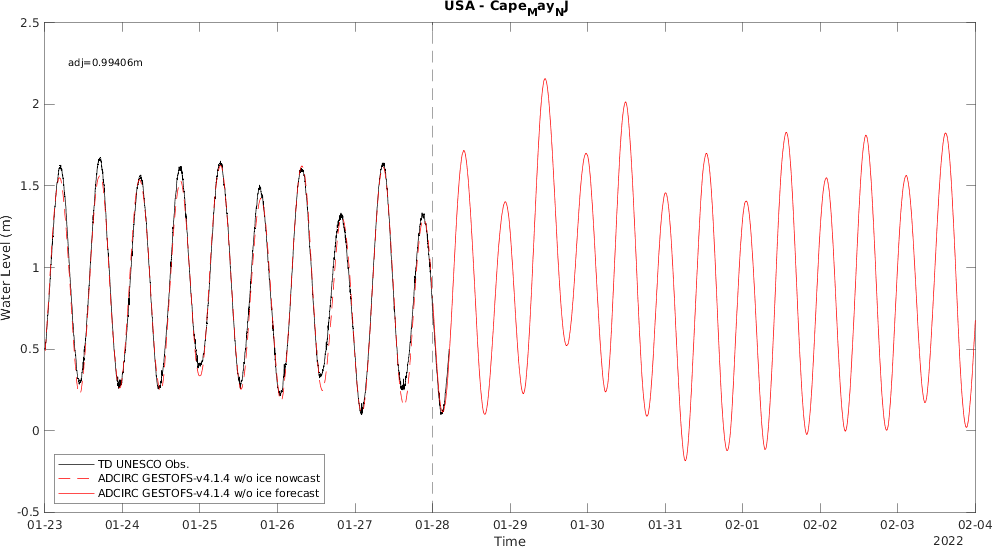 USA - CapeMayNJ
adj=0.99406m
2.5
2
1.5
1
0.5
0
-0.5
Water Level (m)
TD UNESCO Obs.
ADCIRC GESTOFS-v4.1.4 w/o ice nowcast
ADCIRC GESTOFS-v4.1.4 w/o ice forecast
01-23 01-24 01-25 01-26 01-27 01-28 01-29 01-30 01-31 02-01 02-02 02-03 02-04
Time
2022